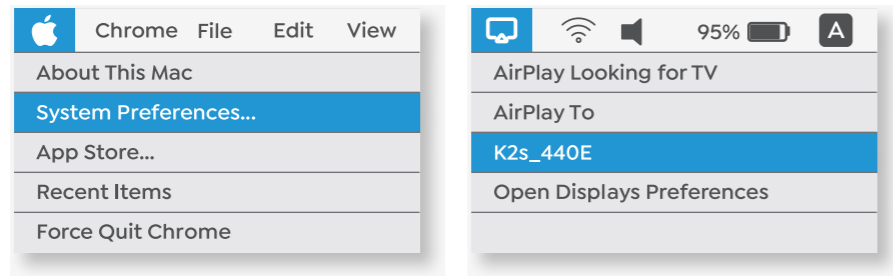 Chrome File Edit View
About This Mac
System Preferences...
App Store...
Recent Items
Force Quit Chrome
95% A
AirPlay Looking for TV
AirPlay To
K2s_440E
Open Displays Preferences